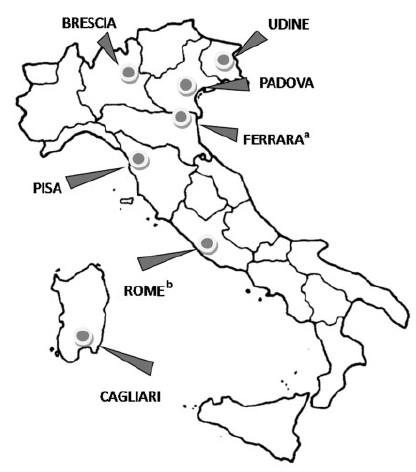 BRESCIA
UDINE
PADOVA
FERRARAᵃ
PISA
ROMEᵇ
CAGLIARI